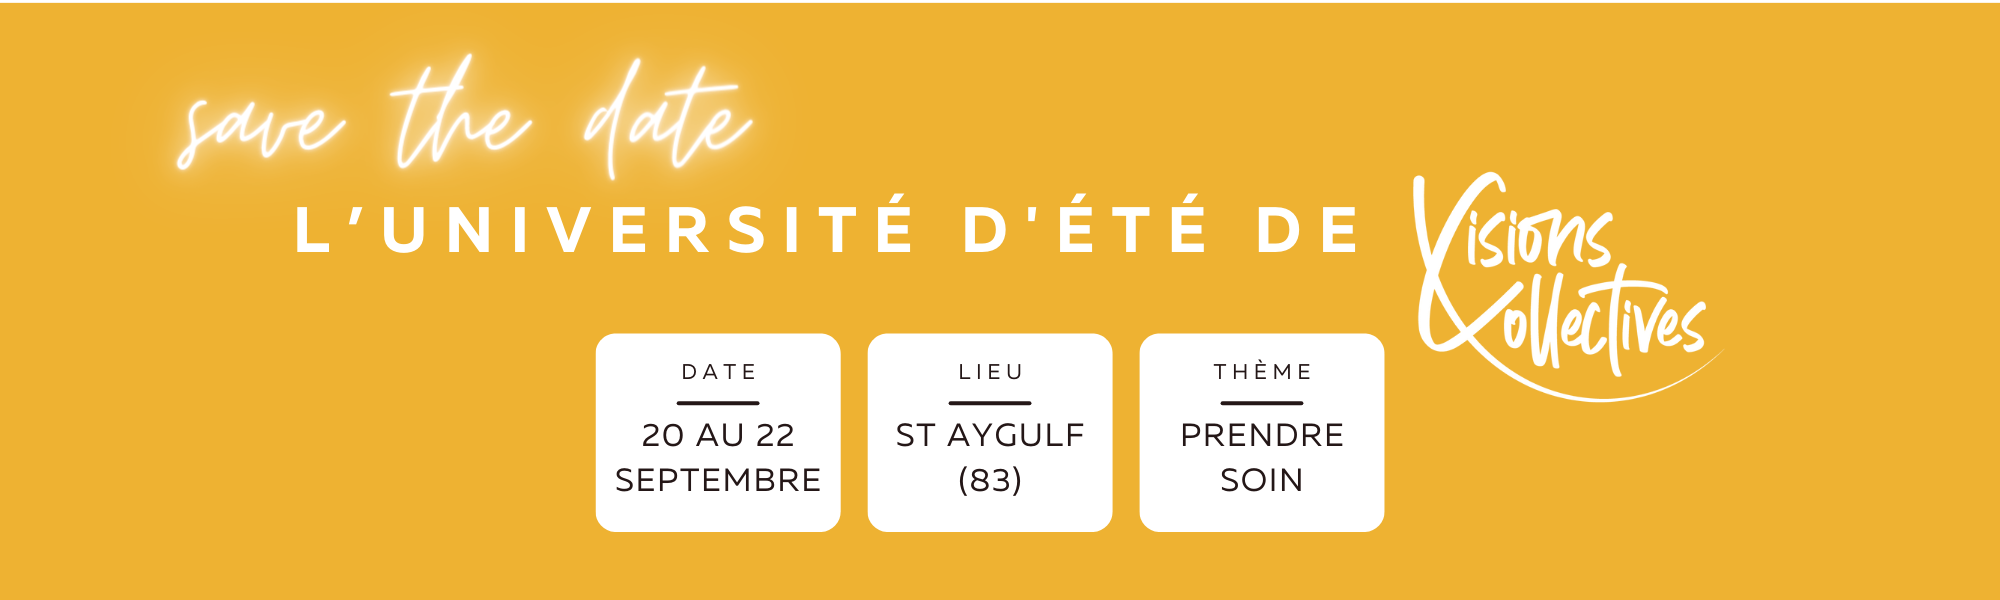 save the date
L’UNIVERSITÉ D'ÉTÉ DE
Visions
Collectives
DATE
20 AU 22
SEPTEMBRE
LIEU
ST AYGULF
(83)
THÈME
PRENDRE
SOIN